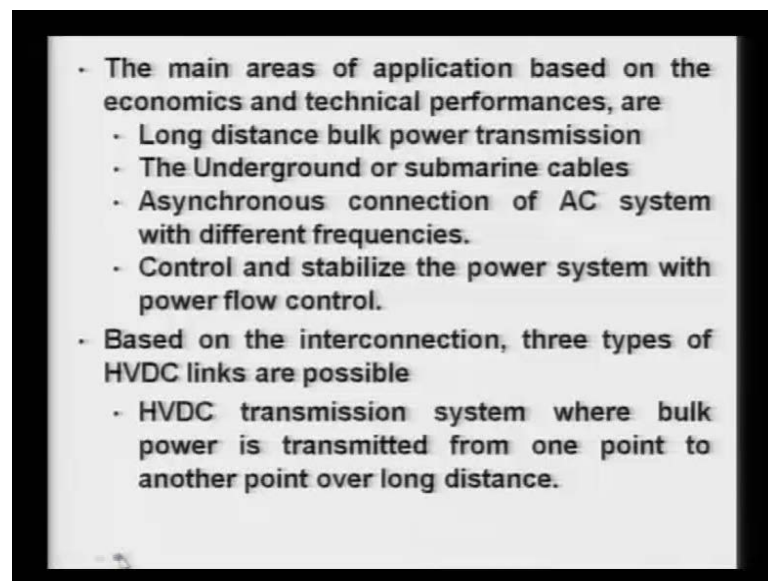 · The main areas of application based on the
economics and technical performances, are
· Long distance bulk power transmission
· The Underground or submarine cables
· Asynchronous connection of AC system
with different frequencies.
· Control and stabilize the power system with
power flow control.
· Based on the interconnection, three types of
HVDC links are possible
· HVDC transmission system where bulk
power is transmitted from one point to
another point over long distance.